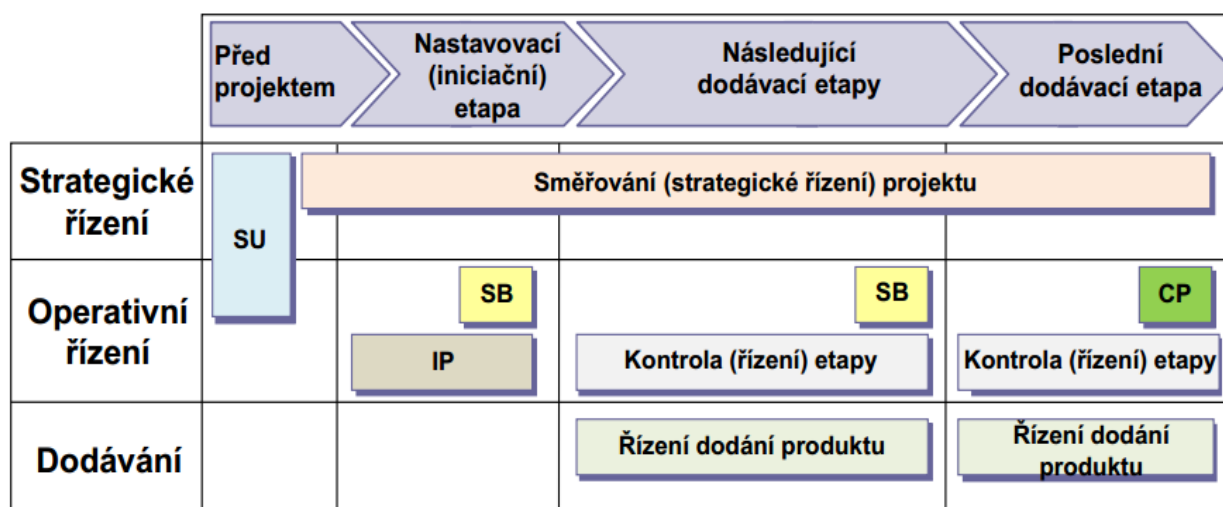 Před
projektem
Nastavovací
(iniciační)
etapa
Následující
dodávací etapy
Poslední
dodávací etapa
Strategické
řízení
SU
Směřování (strategické řízení) projektu
Operativní
řízení
SB
SB
CP
IP
Kontrola (řízení) etapy
Kontrola (řízení) etapy
Dodávání
Řízení dodání produktu
Řízení dodání
produktu